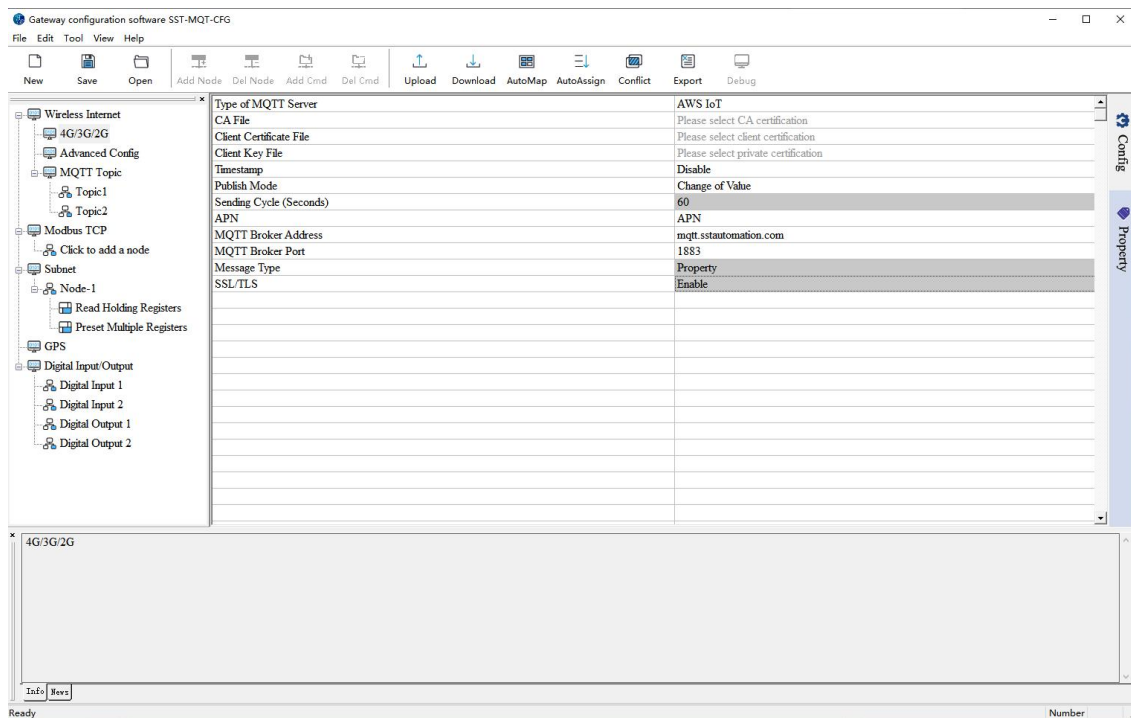 Gateway configuration software SST-MQT-CFG
File Edit Tool View Help
New Save Open Add Node Del Node Add Cmd Del Cmd Upload Download AutoMap AutoAssign Conflict Export Debug
Wireless Internet
4G/3G/2G
Advanced Config
MQTT Topic
Topic1
Topic2
Modbus TCP
Click to add a node
Subnet
Node-1
Read Holding Registers
Preset Multiple Registers
GPS
Digital Input/Output
Digital Input 1
Digital Input 2
Digital Output 1
Digital Output 2
Type of MQTT Server AWS IoT
CA File Please select CA certification
Client Certificate File Please select client certification
Client Key File Please select private certification
Timestamp Disable
Publish Mode Change of Value
Sending Cycle (Seconds) 60
APN APN
MQTT Broker Address mqtt.sstautomation.com
MQTT Broker Port 1883
Message Type Property
SSL/TLS Enable
Config
Property
4G/3G/2G
Info News
Ready Number